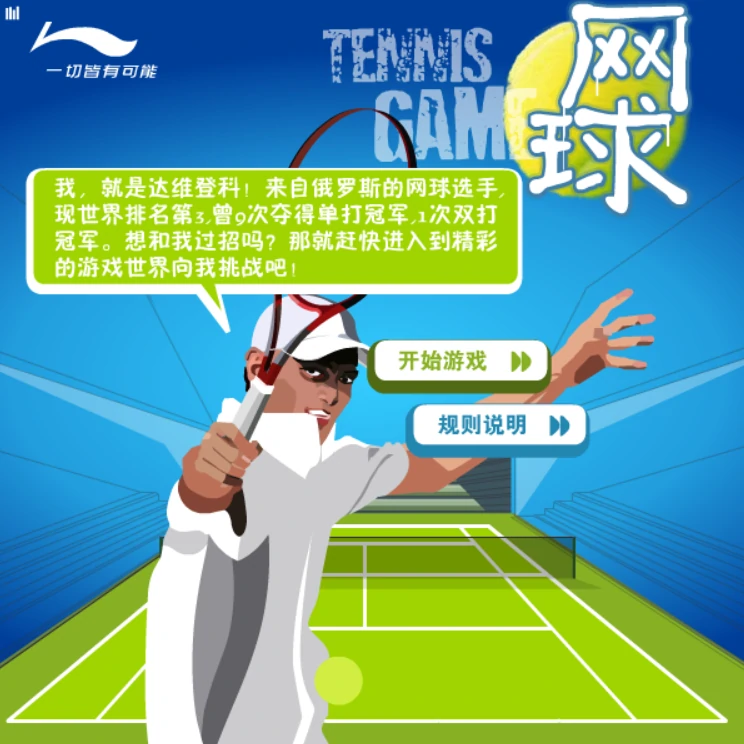 一切皆有可能
TENNIS
GAME
网
球
我, 就是达维登科! 来自俄罗斯的网球选手,
现世界排名第3,曾9次夺得单打冠军,1次双打
冠军。想和我过招吗? 那就赶快进入到精彩
的游戏世界向我挑战吧!
开始游戏
规则说明